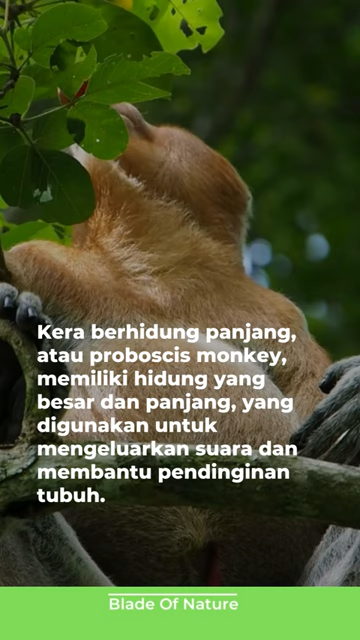 Kera berhidung panjang,
atau proboscis monkey,
memiliki hidung yang
besar dan panjang, yang
digunakan untuk
mengeluarkan suara dan
membantu pendinginan
tubuh.
Blade Of Nature